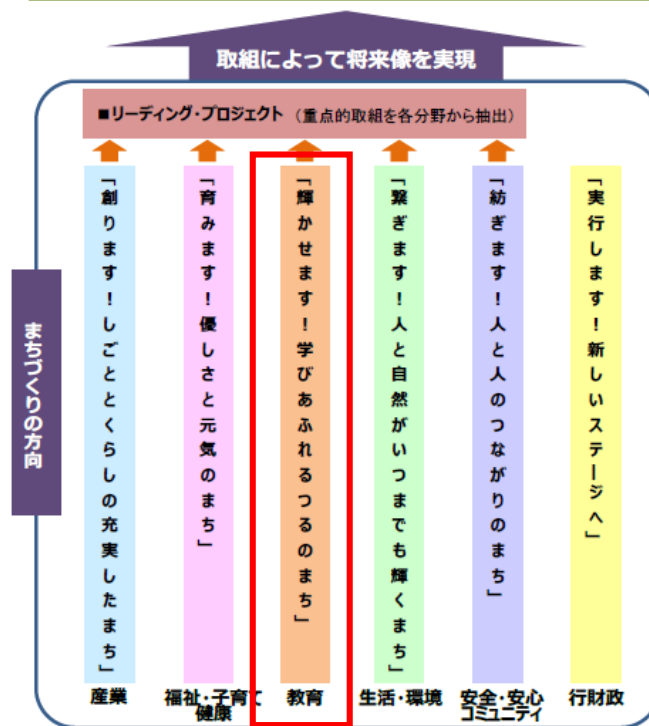 取組によって将来像を実現
■リーディング・プロジェクト（重点的取組を各分野から抽出）
まちづくりの方向
「創ります！しごととくらしの充実したまち」
「育みます！優しさと元気のまち」
「輝かせます！学びあふれるつるのまち」
「繋ぎます！人と自然がいつまでも輝くまち」
「紡ぎます！人と人のつながりのまち」
「実行します！新しいステージへ」
産業
福祉・子育て
健康
教育
生活・環境
安全・安心
コミュニティ
行財政